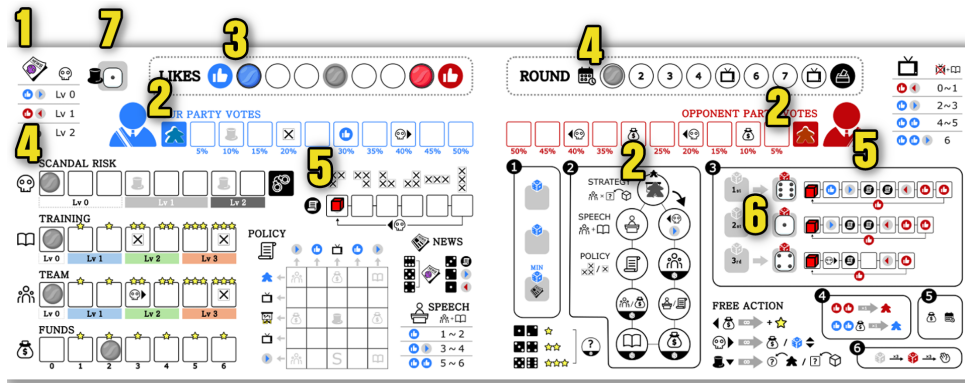 1
7
3
4
LIKES
ROUND
2
3
4
6
7
Lv 0
Lv 1
Lv 2
0~1
2~3
4~5
6
2
UR PARTY VOTES
5%
10%
15%
20%
30%
35%
40%
45%
50%
OPPONENT PARTY VOTES
2
50%
45%
40%
35%
30%
25%
20%
15%
10%
5%
4
SCANDAL RISK
Lv 0
Lv 1
Lv 2
5
TRAINING
Lv 0
Lv 1
Lv 2
Lv 3
TEAM
Lv 0
Lv 1
Lv 2
Lv 3
FUNDS
0
1
2
3
4
5
6
POLICY
S
NEWS
SPEECH
1 ~ 2
3 ~ 4
5 ~ 6
1
MIN
2
2
STRATEGY
SPEECH
POLICY
?
3
5
1st
6
2nd
3rd
FREE ACTION
4
5
6